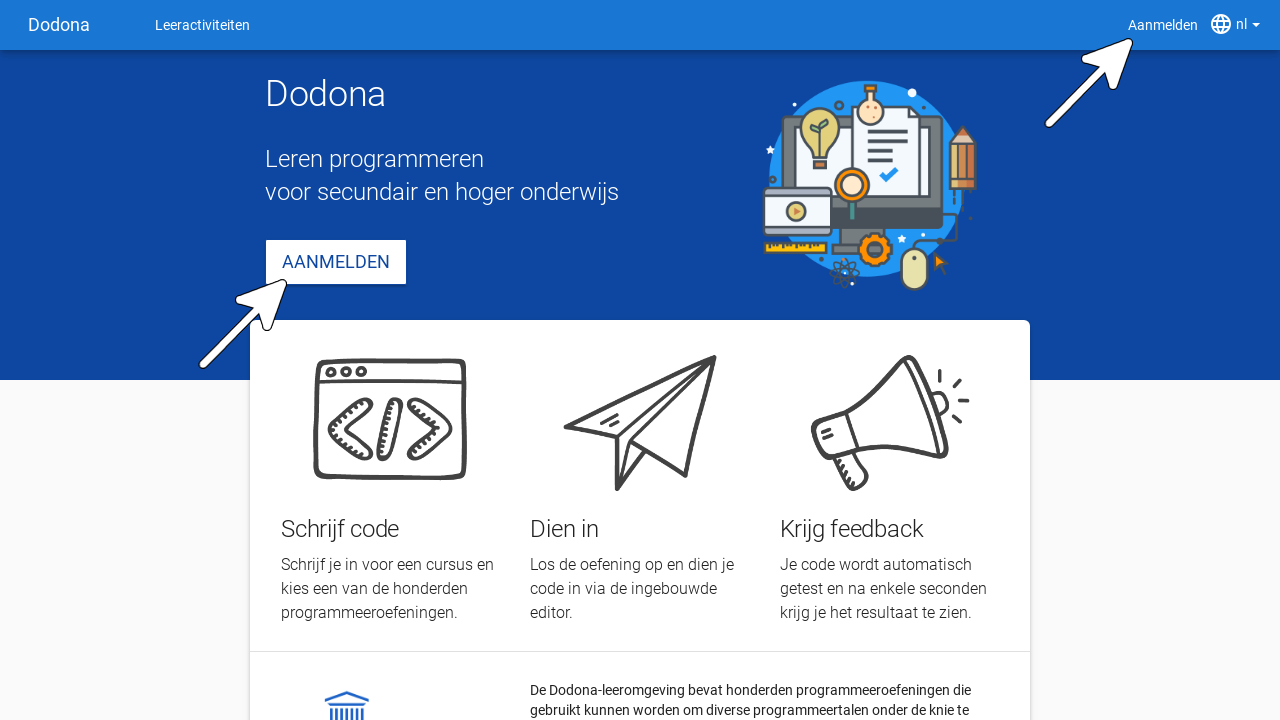 Dodona
Leeractiviteiten
Aanmelden
nl
Dodona
Leren programmeren
voor secundair en hoger onderwijs
AANMELDEN
Schrijf code
Schrijf je in voor een cursus en
kies een van de honderden
programmeeroefeningen.
Dien in
Los de oefening op en dien je
code in via de ingebouwde
editor.
Krijg feedback
Je code wordt automatisch
getest en na enkele seconden
krijg je het resultaat te zien.
De Dodona-leeromgeving bevat honderden programmeeroefeningen die
gebruikt kunnen worden om diverse programmeertalen onder de knie te